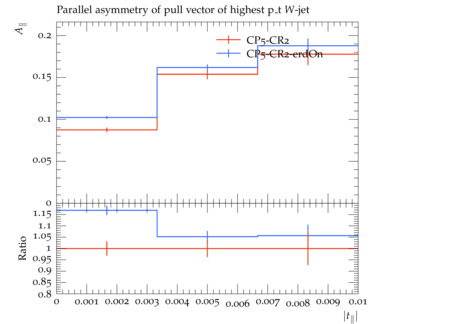 Parallel asymmetry of pull vector of highest p_t W-jet
A∥
0.2
0.15
0.1
0.05
0
CP5-CR2
CP5-CR2-erdOn
Ratio
1.15
1.1
1.05
1
0.95
0.9
0.85
0.8
0 0.001 0.002 0.003 0.004 0.005 0.006 0.007 0.008 0.009 0.01
|t∥|